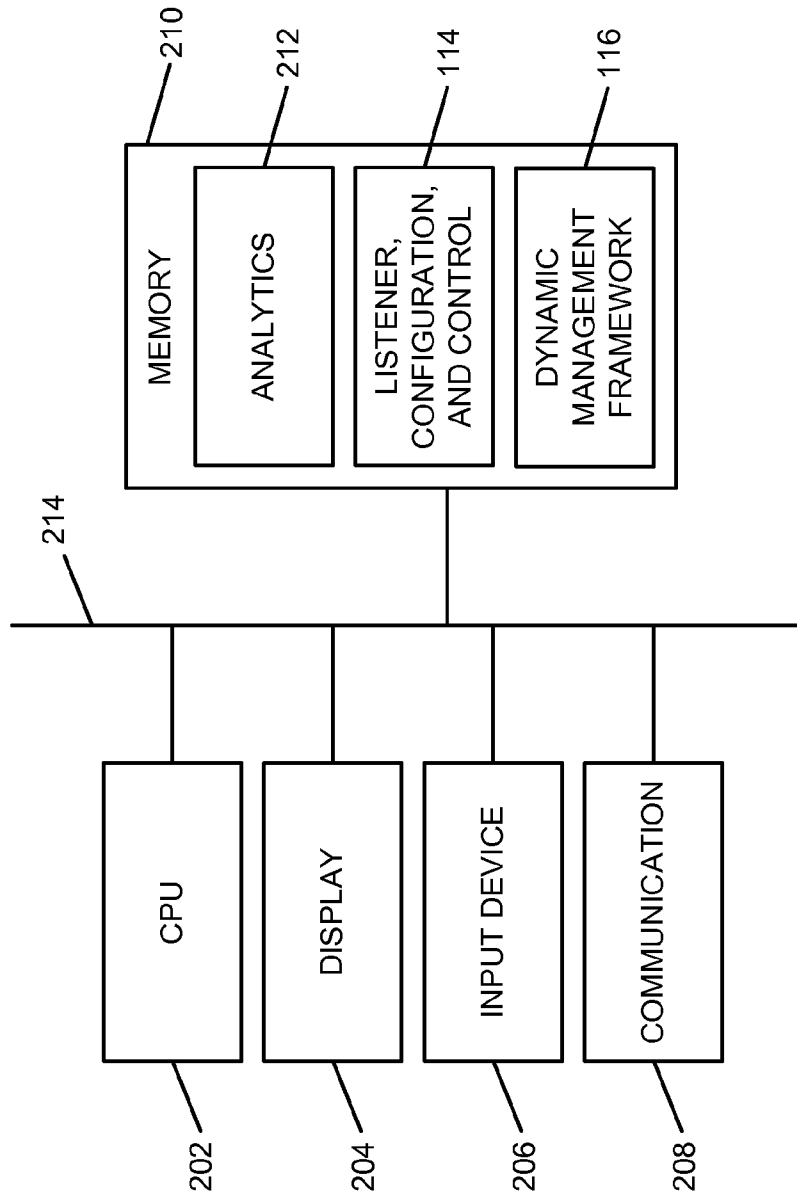 CPU
202
DISPLAY
204
INPUT DEVICE
206
COMMUNICATION
208
214
MEMORY
210
ANALYTICS
212
LISTENER,
CONFIGURATION,
AND CONTROL
114
DYNAMIC
MANAGEMENT
FRAMEWORK
116